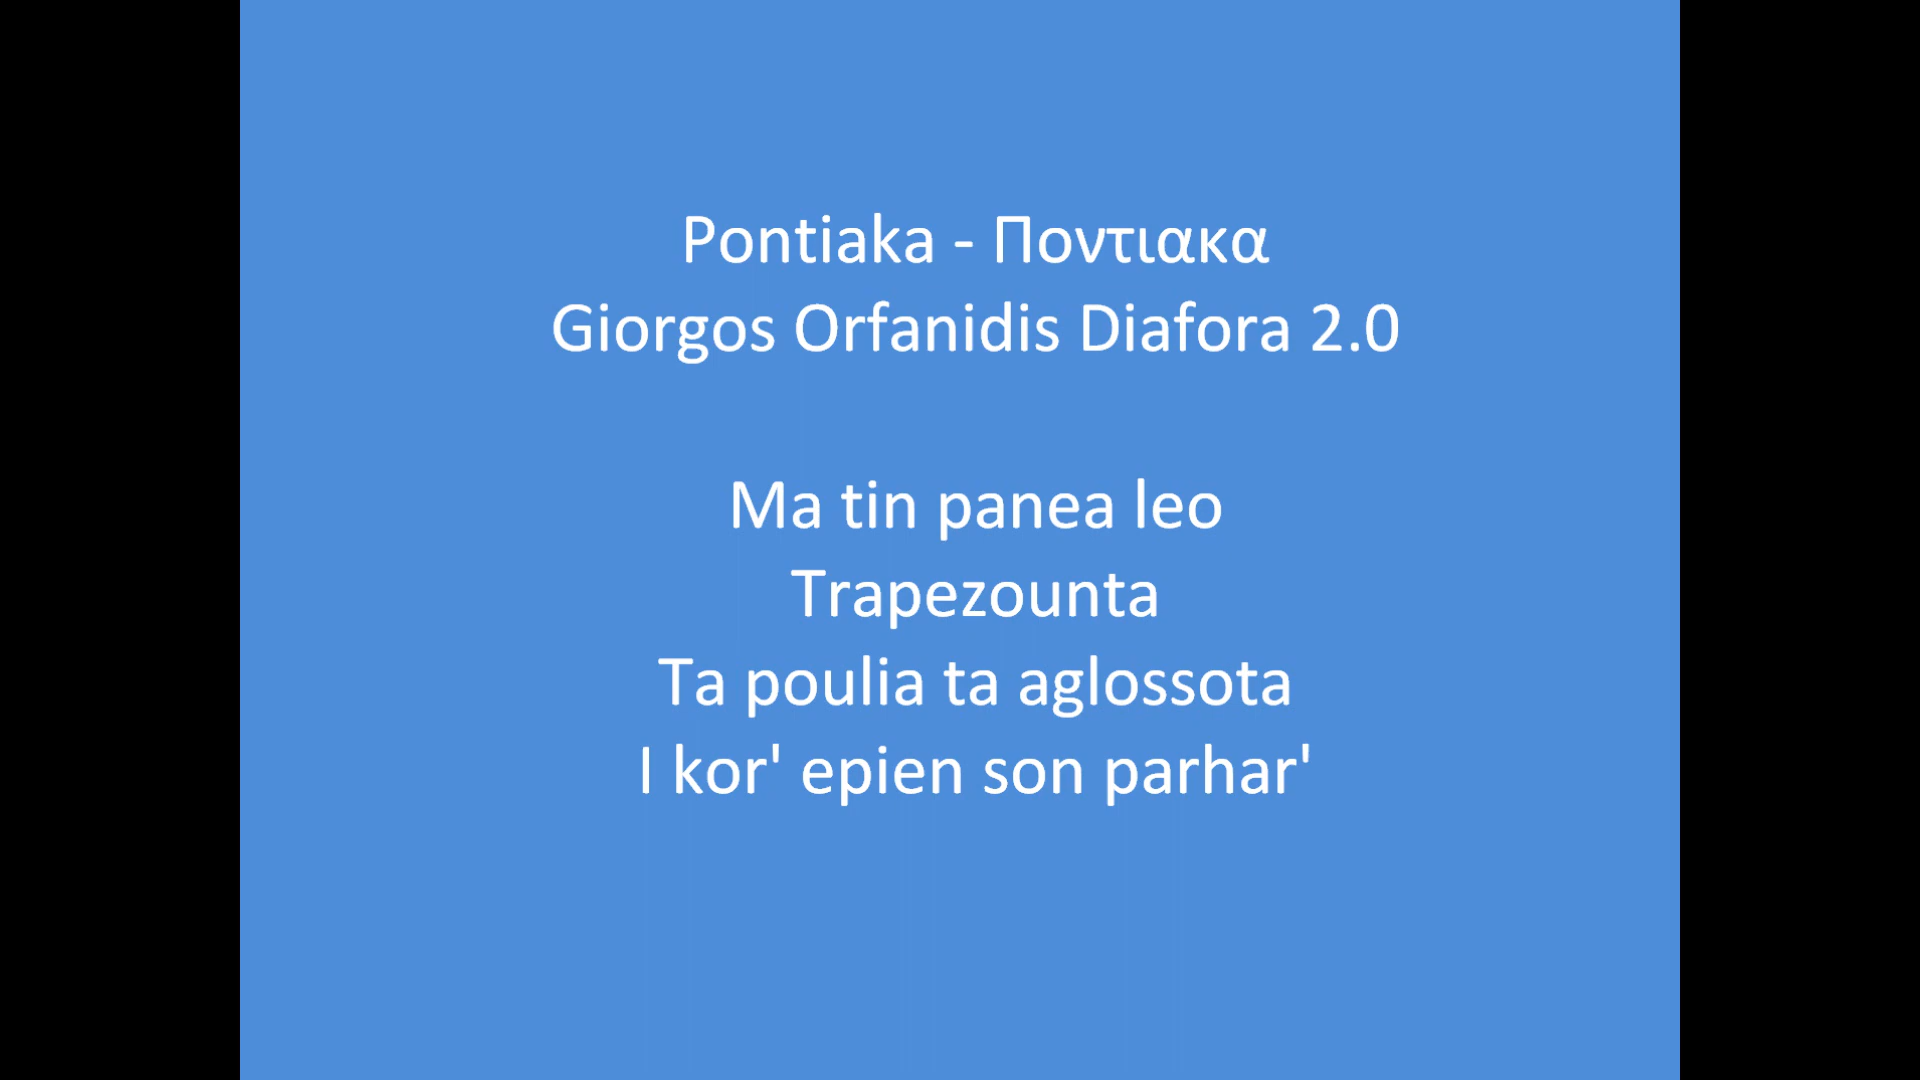 Pontiaka - Ποντιακα
Giorgos Orfanidis Diafora 2.0
Ma tin panea leo
Trapezounta
Ta poulia ta aglossota
I kor' epien son parhar'